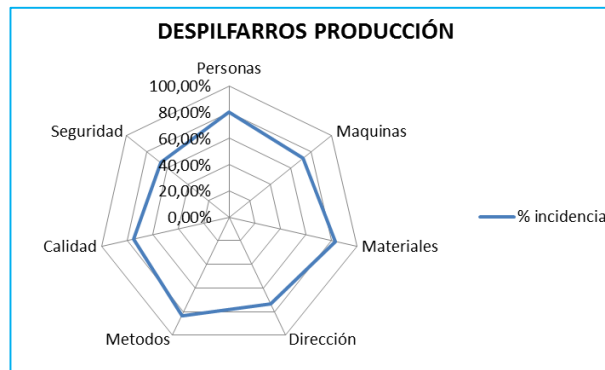 DESPILFARROS PRODUCCIÓN
Personas
100,00%
80,00%
60,00%
40,00%
20,00%
0,00%
Maquinas
Materiales
Dirección
Metodos
Calidad
Seguridad
% incidencia